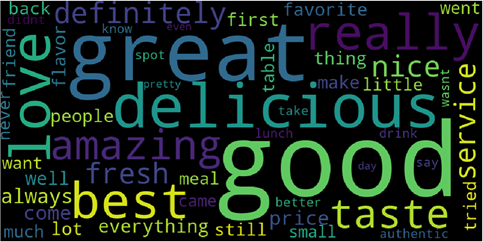 back definitely first favorite went
didnt know even
friend never love flavor great spot table really thing make nice little
pretty
people delicious take
want amazing lunch drink wasnt service tried
well fresh meal good day say
always best came better taste
come everything price small authentic
much lot still